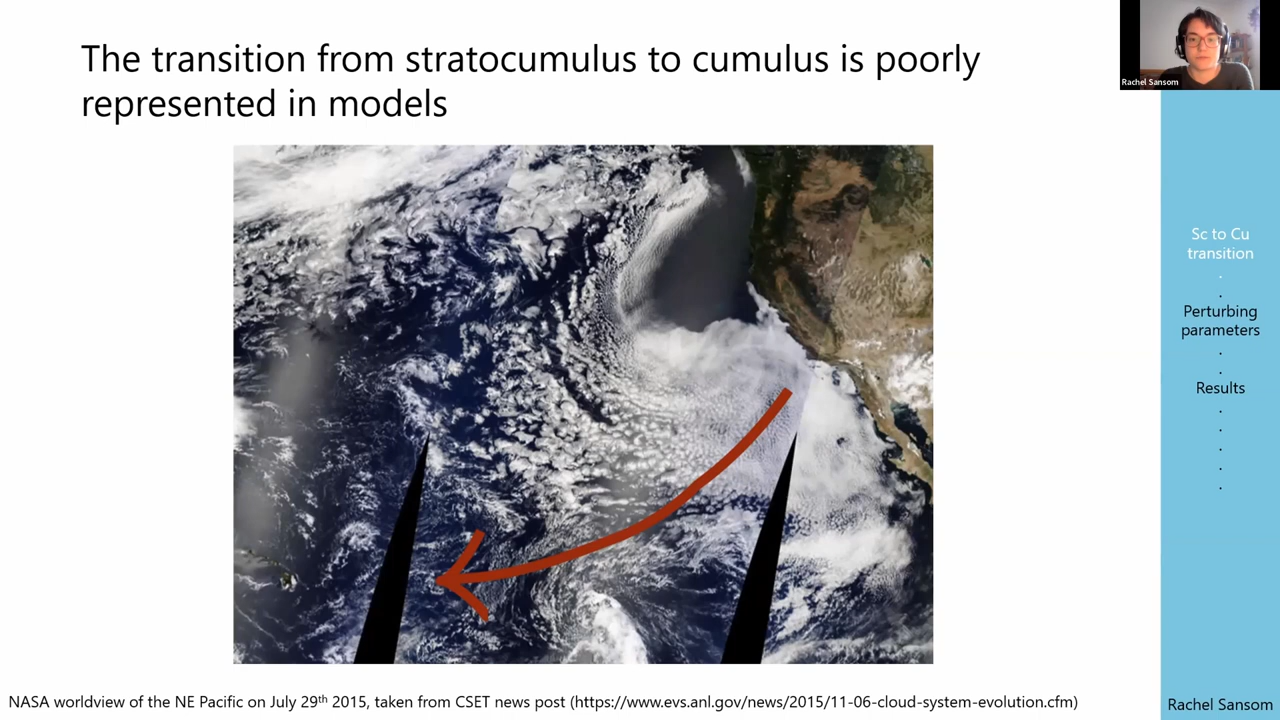 The transition from stratocumulus to cumulus is poorly
represented in models
Rachel Sansom
Sc to Cu
transition
.
.
Perturbing
parameters
.
.
Results
.
.
.
.
.
NASA worldview of the NE Pacific on July 29th 2015, taken from CSET news post (https://www.evs.anl.gov/news/2015/11-06-cloud-system-evolution.cfm)
Rachel Sansom